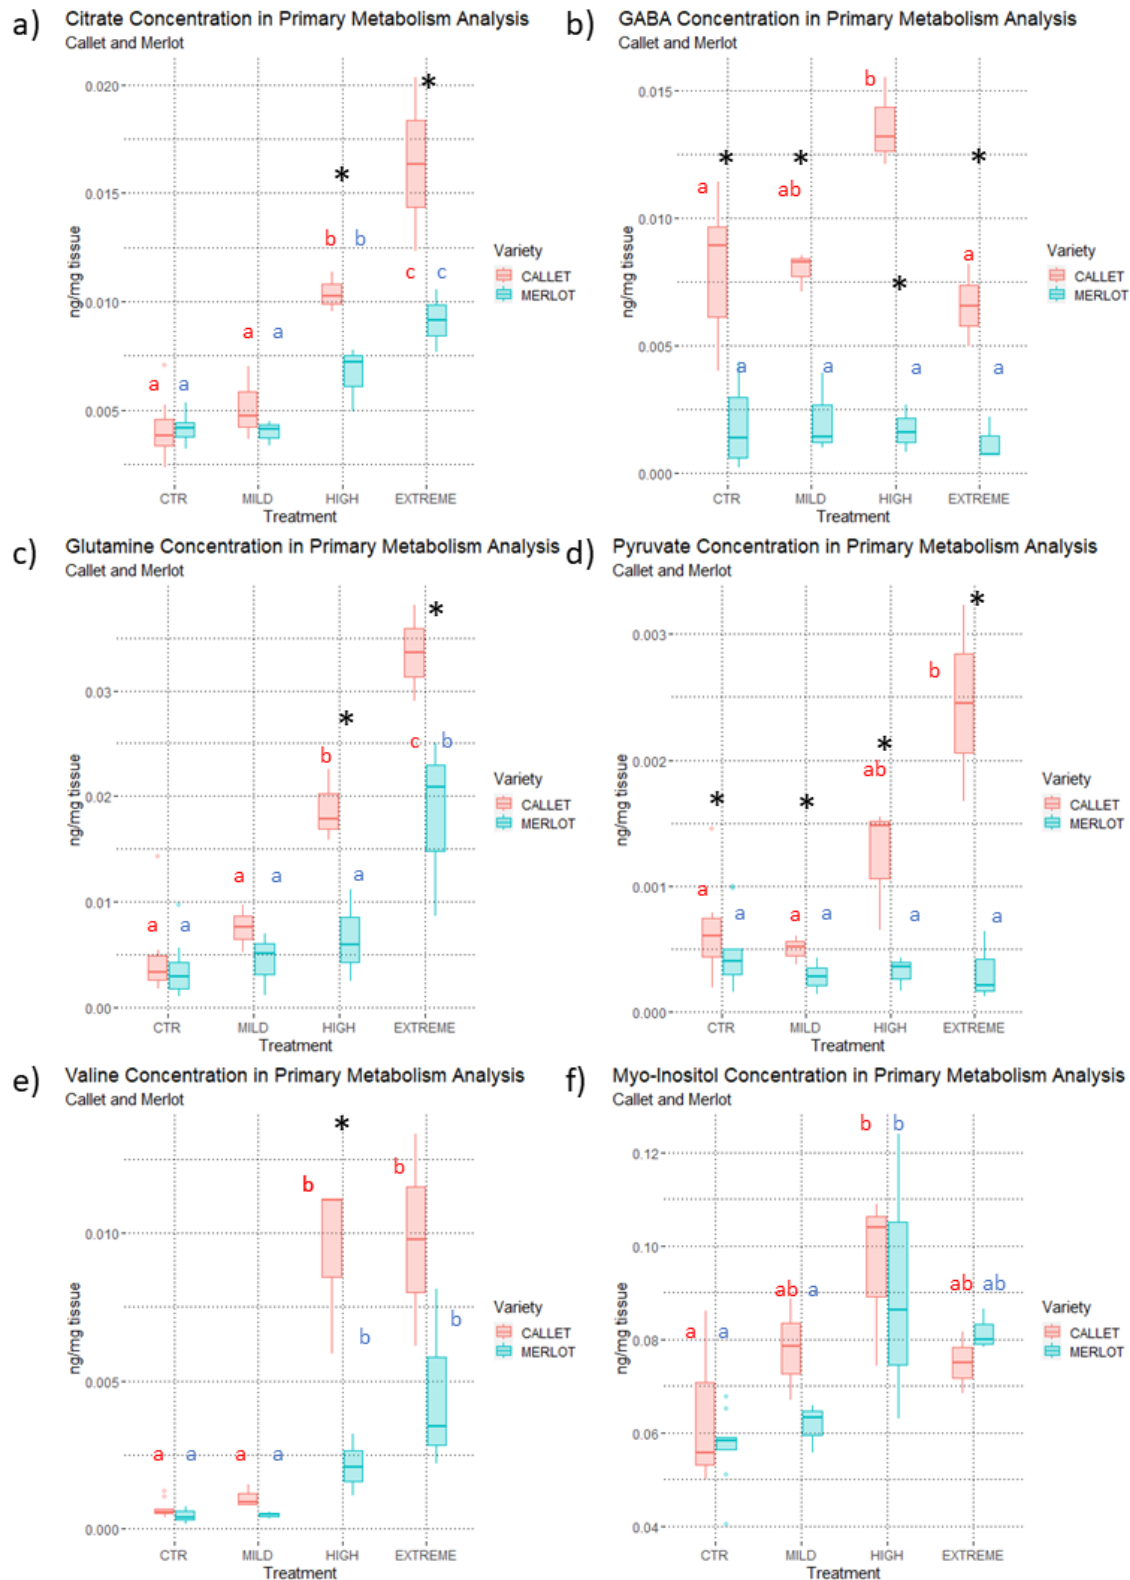 a) Citrate Concentration in Primary Metabolism Analysis
Callet and Merlot
ng/mg tissue
0.020
0.015
0.010
0.005
*
*
b b
c c
a a
a a
CTR MILD HIGH EXTREME
Treatment
Variety
CALLET
MERLOT
b) GABA Concentration in Primary Metabolism Analysis
Callet and Merlot
ng/mg tissue
0.015
0.010
0.005
0.000
b
* * *
a ab
a
*
a a a a
CTR MILD HIGH EXTREME
Treatment
Variety
CALLET
MERLOT
c) Glutamine Concentration in Primary Metabolism Analysis
Callet and Merlot
ng/mg tissue
0.03
0.02
0.01
0.00
*
*
b c b
a a a
a a
CTR MILD HIGH EXTREME
Treatment
Variety
CALLET
MERLOT
d) Pyruvate Concentration in Primary Metabolism Analysis
Callet and Merlot
ng/mg tissue
0.003
0.002
0.001
0.000
*
b
*
ab
* *
a
a a a a a
CTR MILD HIGH EXTREME
Treatment
Variety
CALLET
MERLOT
e) Valine Concentration in Primary Metabolism Analysis
Callet and Merlot
ng/mg tissue
0.010
0.005
0.000
*
b b
b b
a a a a
CTR MILD HIGH EXTREME
Treatment
Variety
CALLET
MERLOT
f) Myo-Inositol Concentration in Primary Metabolism Analysis
Callet and Merlot
ng/mg tissue
0.12
0.10
0.08
0.06
0.04
b b
ab a ab ab
a a
CTR MILD HIGH EXTREME
Treatment
Variety
CALLET
MERLOT